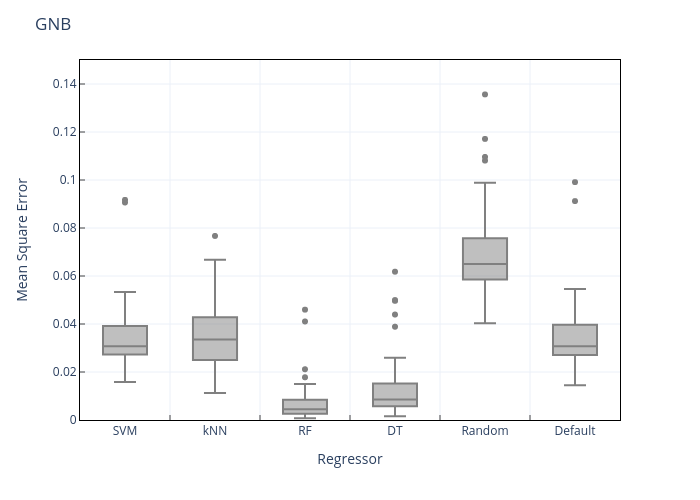 GNB
0.14
0.12
0.1
0.08
0.06
0.04
0.02
0
Mean Square Error
SVM kNN RF DT Random Default
Regressor